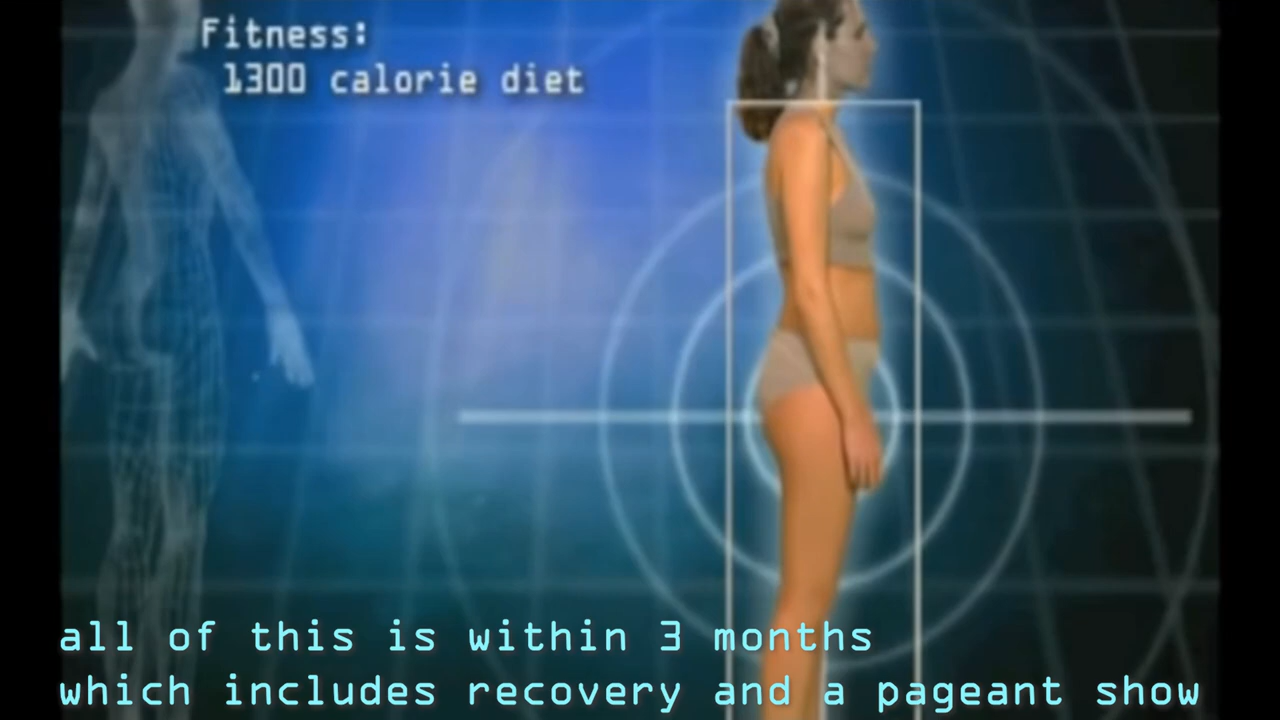 Fitness:
1300 calorie diet
all of this is within 3 months
which includes recovery and a pageant show